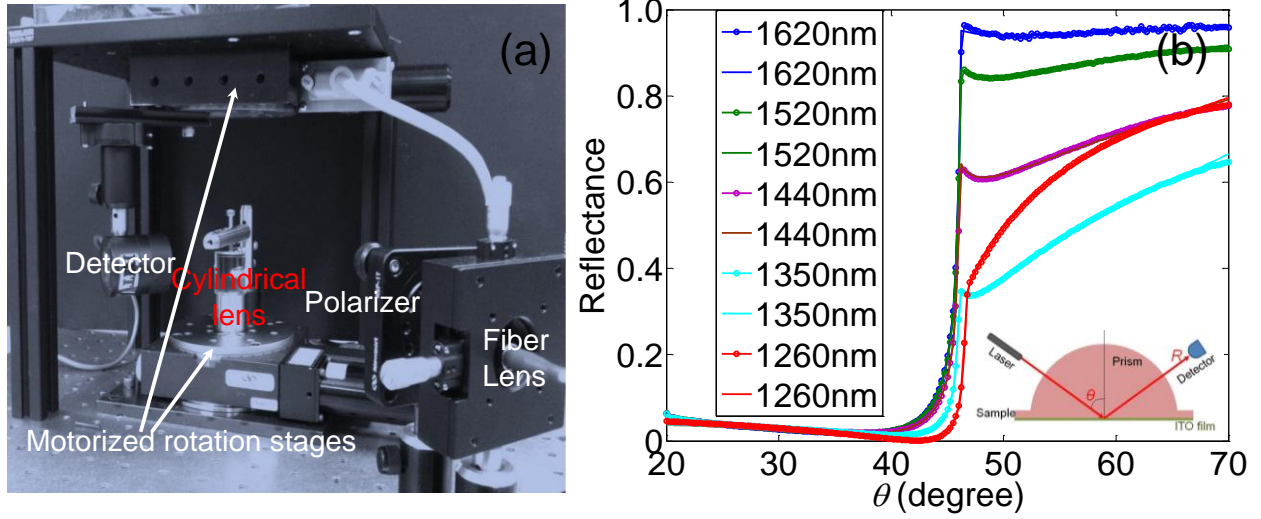 (a)
Detector
Cylindrical
lens
Polarizer
Fiber
Lens
Motorized rotation stages
(b)
Reflectance
1.0
0.8
0.6
0.4
0.2
0
20
30
40
50
60
70
θ (degree)
1620nm
1620nm
1520nm
1520nm
1440nm
1440nm
1350nm
1350nm
1260nm
1260nm
Laser
Prism
R
Detector
θ
Sample
ITO film